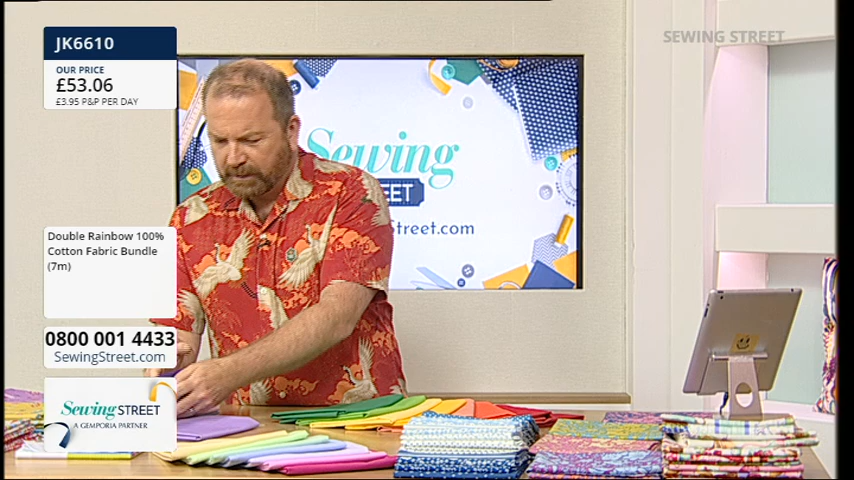 JK6610
OUR PRICE
£53.06
£3.95 P&P PER DAY
SEWING STREET
Sewing
EET
Street.com
Double Rainbow 100%
Cotton Fabric Bundle
(7m)
0800 001 4433
SewingStreet.com
Sewing STREET
A GEMPORIA PARTNER